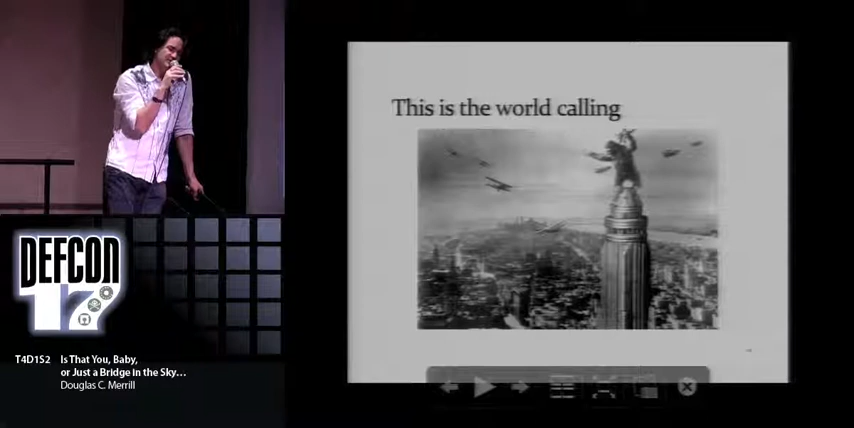 This is the world calling
DEFCON
17
T4D1S2 Is That You, Baby,
or Just a Bridge in the Sky...
Douglas C. Merrill